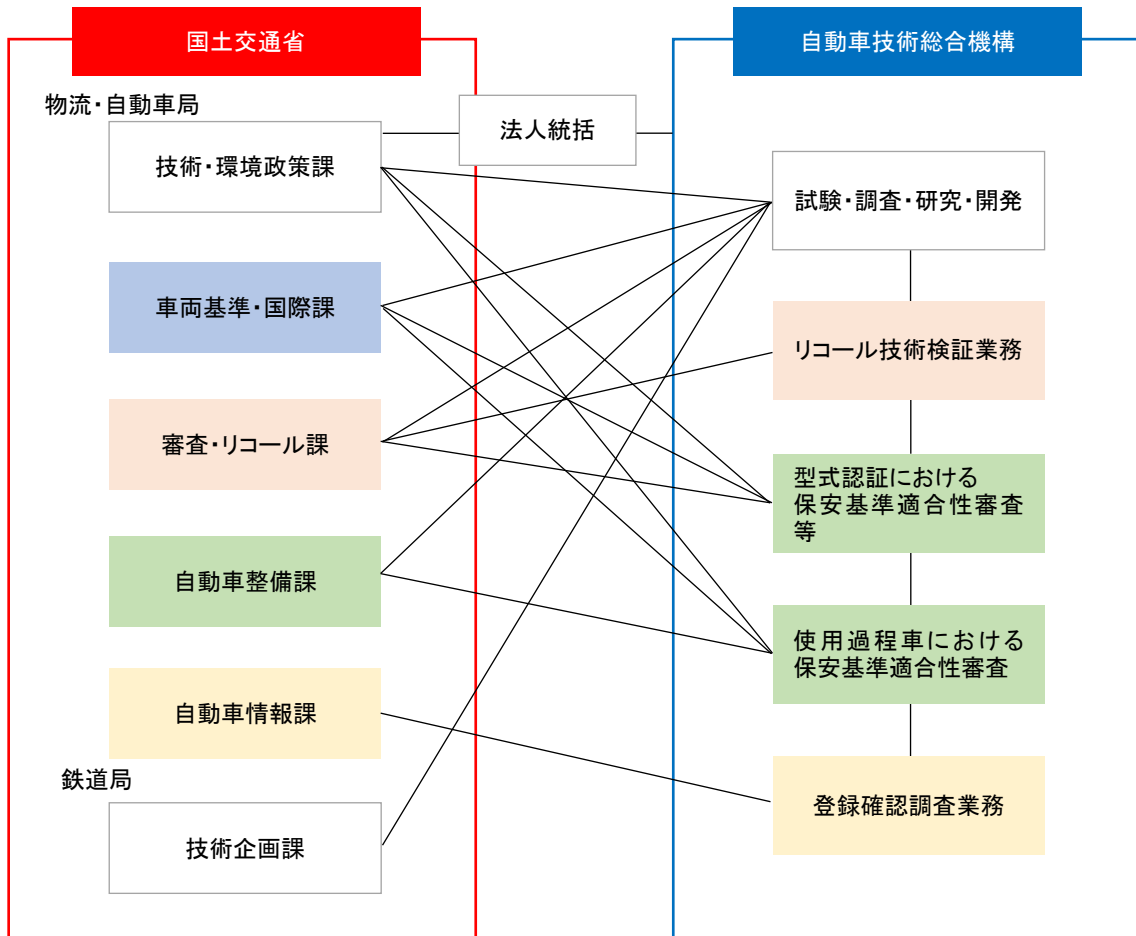 国土交通省
自動車技術総合機構
物流・自動車局
法人統括
技術・環境政策課
車両基準・国際課
審査・リコール課
自動車整備課
自動車情報課
鉄道局
技術企画課
試験・調査・研究・開発
リコール技術検証業務
型式認証における
保安基準適合性審査
等
使用過程車における
保安基準適合性審査
登録確認調査業務